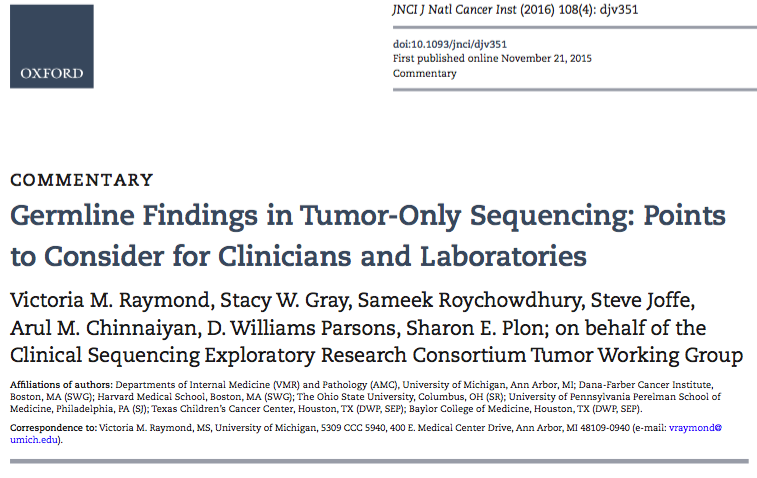 OXFORD
JNCI J Natl Cancer Inst (2016) 108(4): djv351
doi:10.1093/jnci/djv351
First published online November 21, 2015
Commentary
COMMENTARY
Germline Findings in Tumor-Only Sequencing: Points
to Consider for Clinicians and Laboratories
Victoria M. Raymond, Stacy W. Gray, Sameek Roychowdhury, Steve Joffe,
Arul M. Chinnaiyan, D. Williams Parsons, Sharon E. Plon; on behalf of the
Clinical Sequencing Exploratory Research Consortium Tumor Working Group
Affiliations of authors: Departments of Internal Medicine (VMR) and Pathology (AMC), University of Michigan, Ann Arbor, MI; Dana-Farber Cancer Institute,
Boston, MA (SWG); Harvard Medical School, Boston, MA (SWG); The Ohio State University, Columbus, OH (SR); University of Pennsylvania Perelman School of
Medicine, Philadelphia, PA (SJ); Texas Children's Cancer Center, Houston, TX (DWP, SEP); Baylor College of Medicine, Houston, TX (DWP, SEP).
Correspondence to: Victoria M. Raymond, MS, University of Michigan, 5309 CCC 5940, 400 E. Medical Center Drive, Ann Arbor, MI 48109-0940 (e-mail: vraymond@
umich.edu).